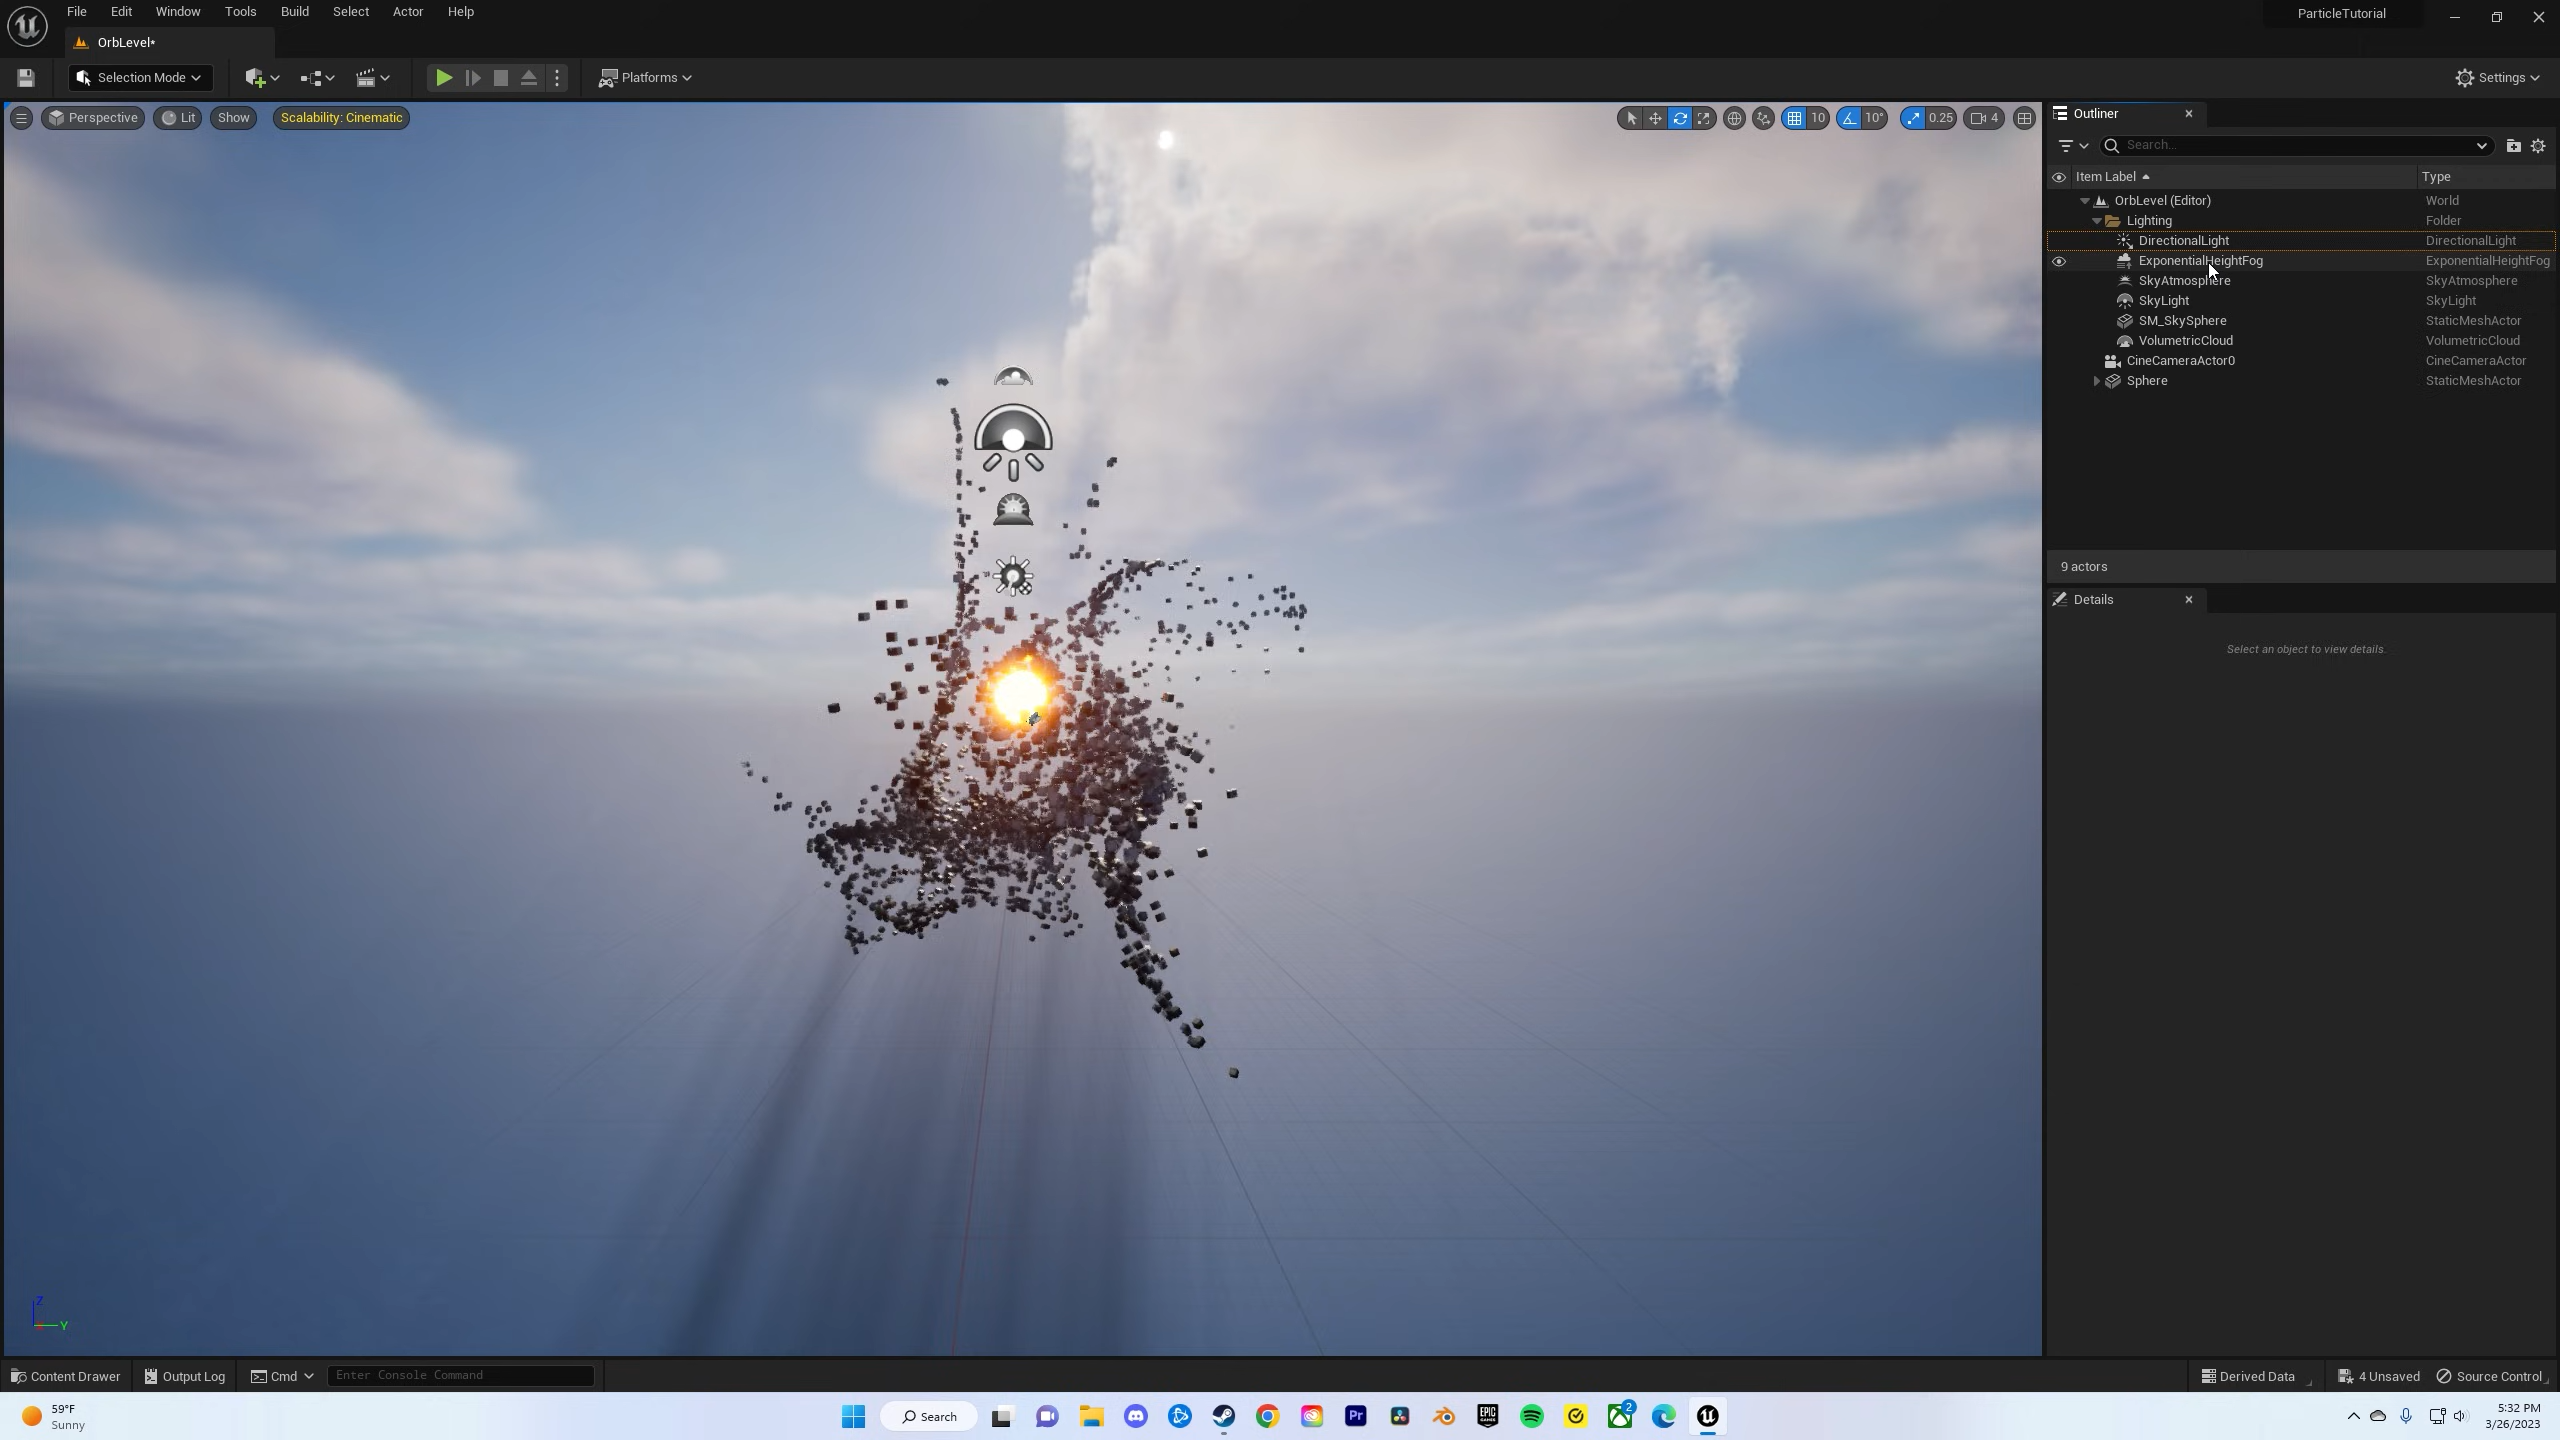 File Edit Window Tools Build Select Actor Help
ParticleTutorial
OrbLevel*
Selection Mode
Platforms
Settings
Perspective Lit Show Scalability: Cinematic
10 10° 0.25 4
Outliner
Search...
Item Label Type
OrbLevel (Editor) World
Lighting Folder
DirectionalLight DirectionalLight
ExponentialHeightFog ExponentialHeightFog
SkyAtmosphere SkyAtmosphere
SkyLight SkyLight
SM_SkySphere StaticMeshActor
VolumetricCloud VolumetricCloud
CineCameraActor0 CineCameraActor
Sphere StaticMeshActor
9 actors
Details
Select an object to view details.
Z
Y
Content Drawer Output Log Cmd Enter Console Command
Derived Data 4 Unsaved Source Control
59°F
Sunny
Search
Pr
EPIC
GAMES
2
5:32 PM
3/26/2023